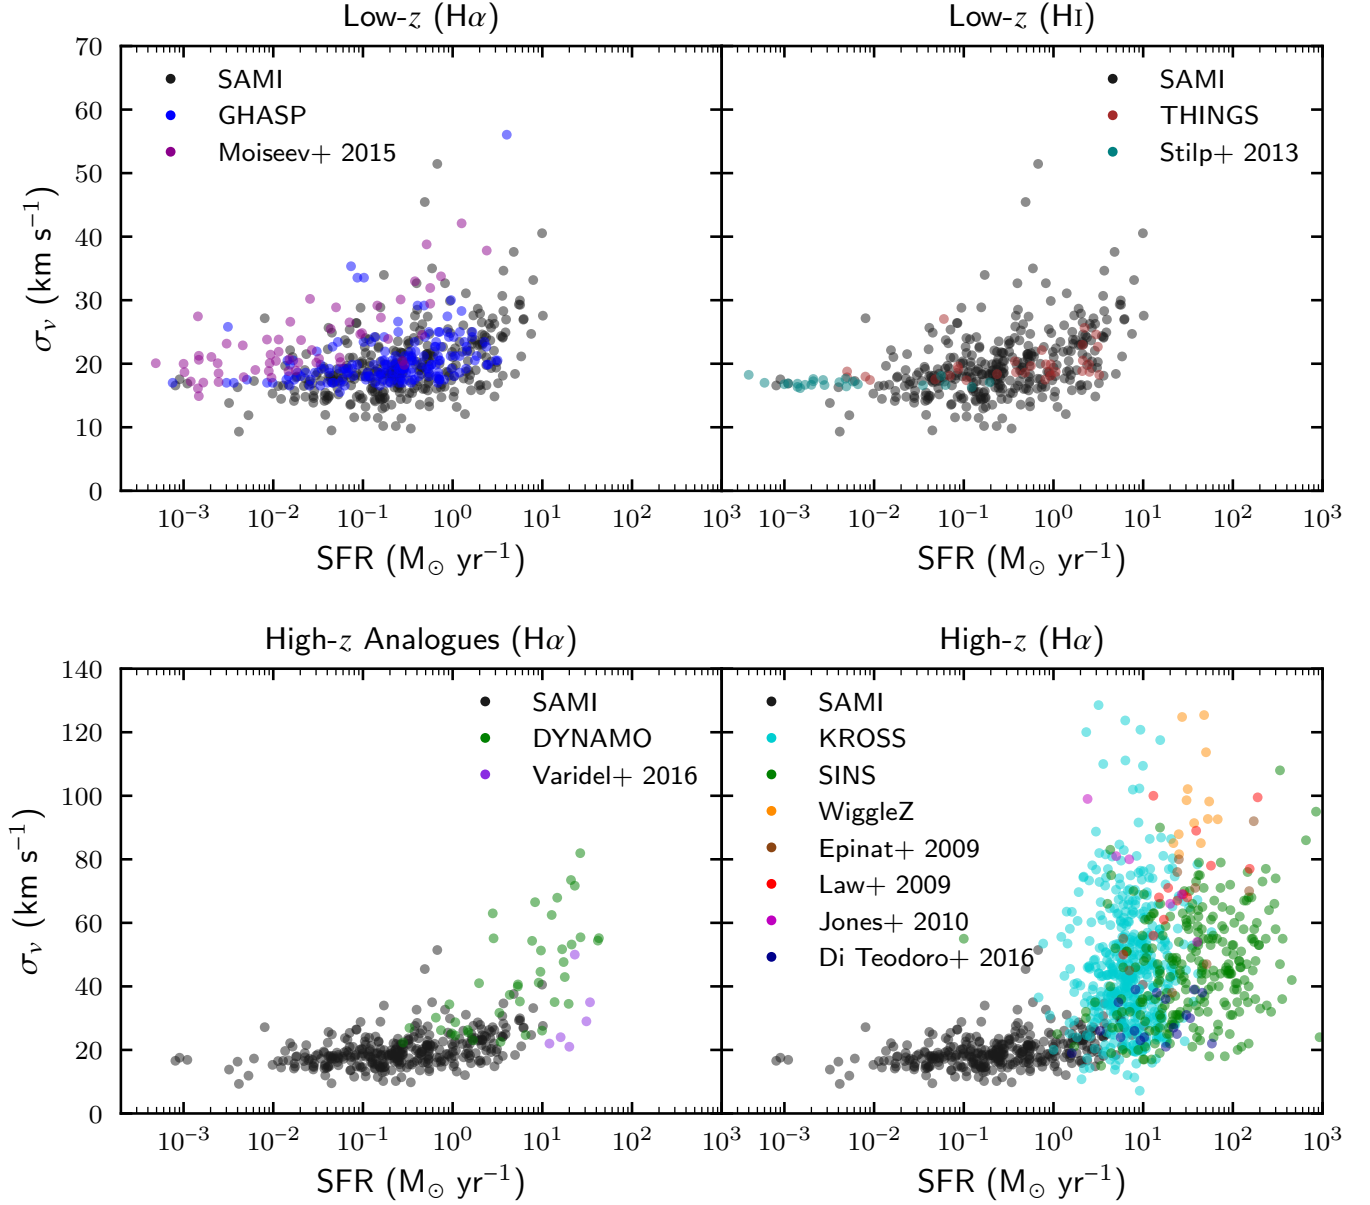 Low-z (Hα)
Low-z (HI)
70
60
50
40
30
20
10
0
σᵥ (km s⁻¹)
SAMI
GHASP
Moiseev+ 2015
SAMI
THINGS
Stilp+ 2013
10⁻³ 10⁻² 10⁻¹ 10⁰ 10¹ 10² 10³
10⁻³ 10⁻² 10⁻¹ 10⁰ 10¹ 10² 10³
SFR (M⊙ yr⁻¹)
SFR (M⊙ yr⁻¹)
High-z Analogues (Hα)
High-z (Hα)
140
120
100
80
60
40
20
0
σᵥ (km s⁻¹)
SAMI
DYNAMO
Varidel+ 2016
SAMI
KROSS
SINS
WiggleZ
Epinat+ 2009
Law+ 2009
Jones+ 2010
Di Teodoro+ 2016
10⁻³ 10⁻² 10⁻¹ 10⁰ 10¹ 10² 10³
10⁻³ 10⁻² 10⁻¹ 10⁰ 10¹ 10² 10³
SFR (M⊙ yr⁻¹)
SFR (M⊙ yr⁻¹)